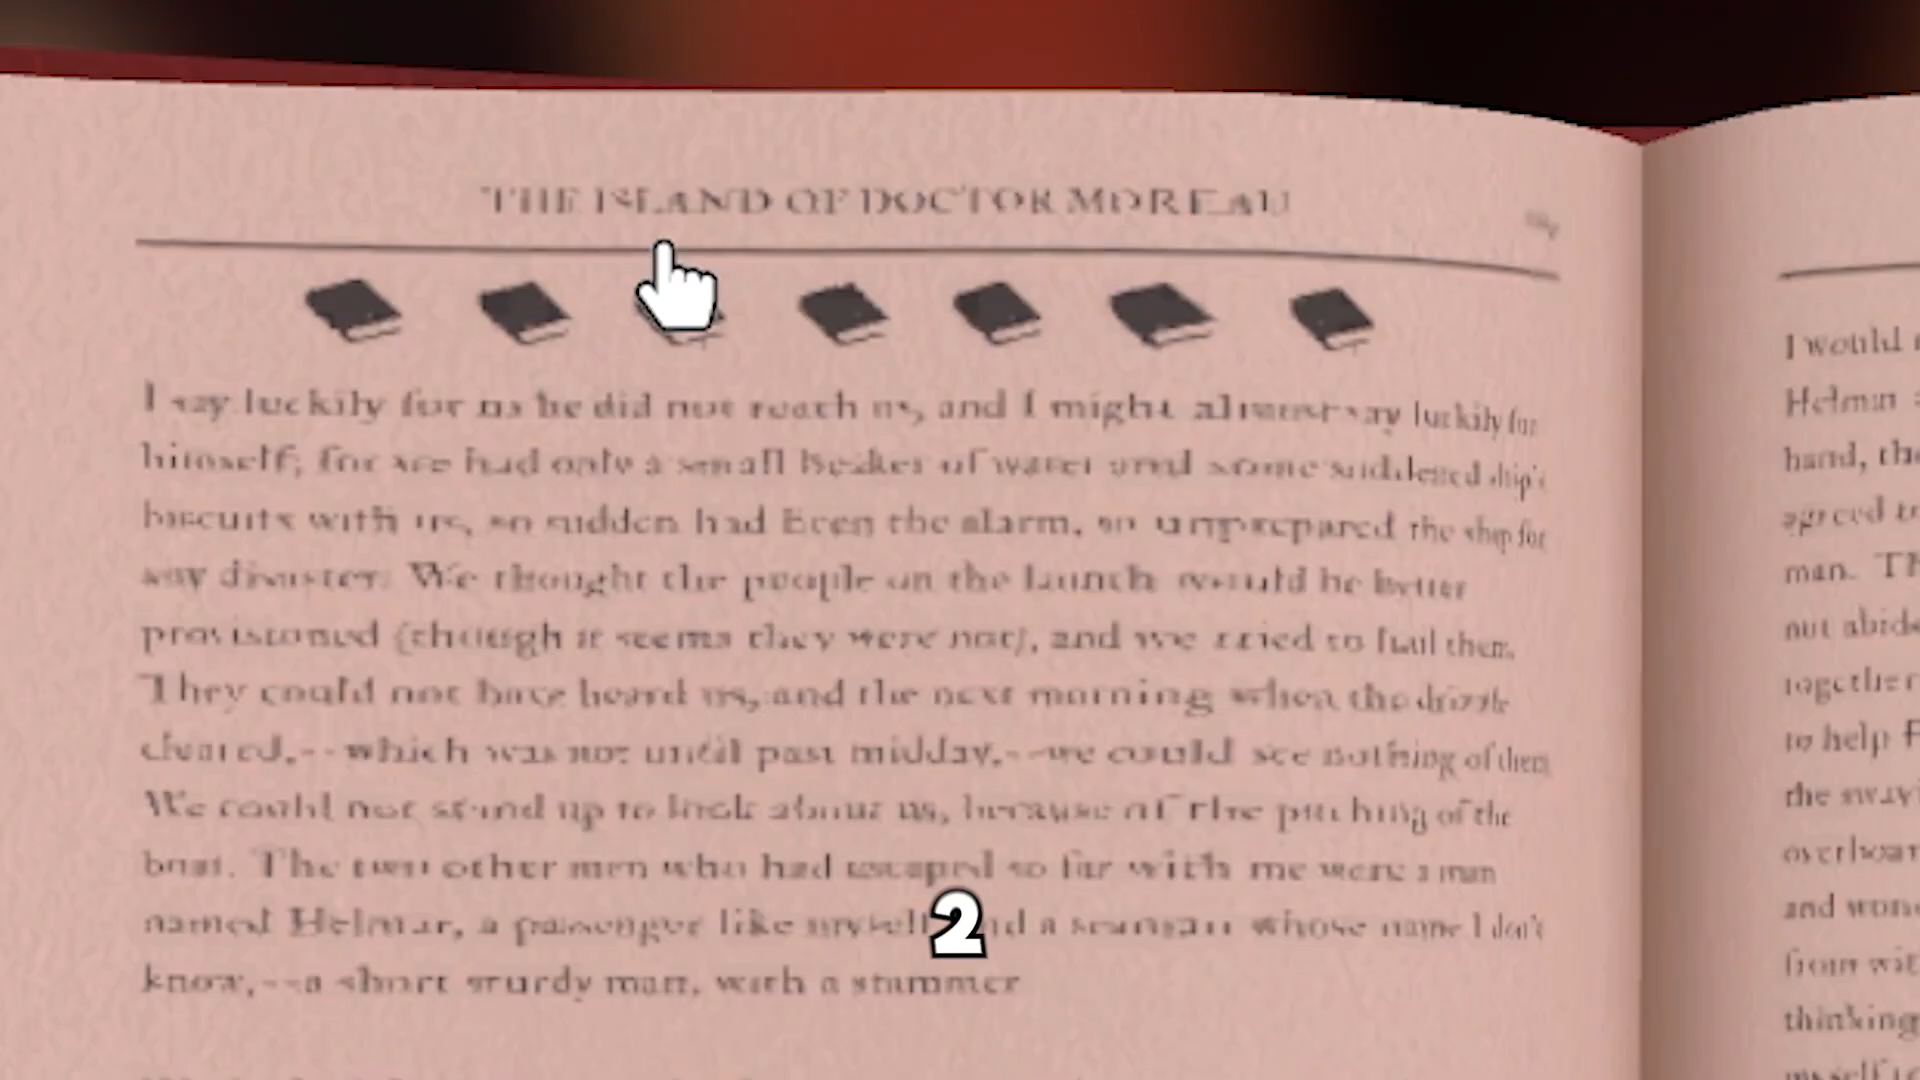 THE ISLAND OF DOCTOR MOREAU
I say luckily for us he did not reach us, and I might almost say luckily for
himself; for we had only a small beaker of water and some soddened ship's
biscuits with us, so sudden had been the alarm, so unprepared the ship for
any disaster. We thought the people on the launch would be better
provisioned (though it seems they were not), and we tried to hail them.
They could not have heard us, and the next morning when the drizzle
cleared,--which was not until past midday,--we could see nothing of them.
We could not stand up to look about us, because of the pitching of the
boat. The two other men who had escaped so far with me were a man
named Helmar, a passenger like myself, and a seaman whose name I don't
know,--a short sturdy man, with a stammer
2
I would
Helmar
hand, the
agreed to
man.
not abide
together
to help
the
and
from
thinking